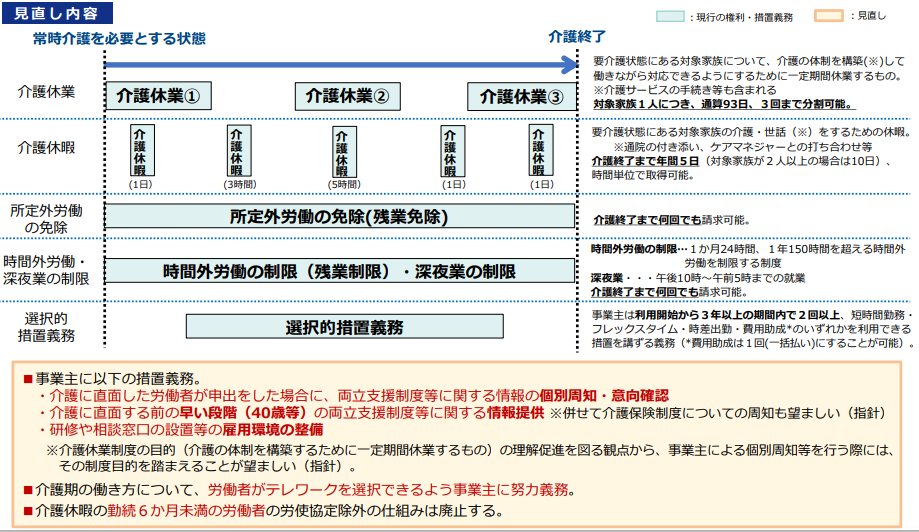 見直し内容
：現行の権利・措置義務
：見直し
常時介護を必要とする状態
介護終了
介護休業
介護休業①
介護休業②
介護休業③
要介護状態にある対象家族について、介護の体制を構築(※)して
働きながら対応できるようにするために一定期間休業するもの。
※介護サービスの手続き等も含まれる
対象家族１人につき、通算93日、３回まで分割可能。
介護休暇
介護休暇
(1日)
介護休暇
(3時間)
介護休暇
(5時間)
介護休暇
(1日)
介護休暇
(1日)
要介護状態にある対象家族の介護・世話（※）をするための休暇。
※通院の付き添い、ケアマネジャーとの打ち合わせ等
介護終了まで年間５日（対象家族が２人以上の場合は10日）、
時間単位で取得可能。
所定外労働
の免除
所定外労働の免除(残業免除)
介護終了まで何回でも請求可能。
時間外労働・
深夜業の制限
時間外労働の制限（残業制限）・深夜業の制限
時間外労働の制限…１か月24時間、１年150時間を超える時間外
労働を制限する制度
深夜業・・・午後10時～午前5時までの就業
介護終了まで何回でも請求可能。
選択的
措置義務
選択的措置義務
事業主は利用開始から３年以上の期間内で２回以上、短時間勤務・
フレックスタイム・時差出勤・費用助成*のいずれかを利用できる
措置を講ずる義務（*費用助成は１回(一括払い)にすることが可能）。
■事業主に以下の措置義務。
・介護に直面した労働者が申出をした場合に、両立支援制度等に関する情報の個別周知・意向確認
・介護に直面する前の早い段階（40歳等）の両立支援制度等に関する情報提供 ※併せて介護保険制度についての周知も望ましい（指針）
・研修や相談窓口の設置等の雇用環境の整備
※介護休業制度の目的（介護の体制を構築するために一定期間休業するもの）の理解促進を図る観点から、事業主による個別周知等を行う際には、
その制度目的を踏まえることが望ましい（指針）。
■介護期の働き方について、労働者がテレワークを選択できるよう事業主に努力義務。
■介護休暇の勤続６か月未満の労働者の労使協定除外の仕組みは廃止する。